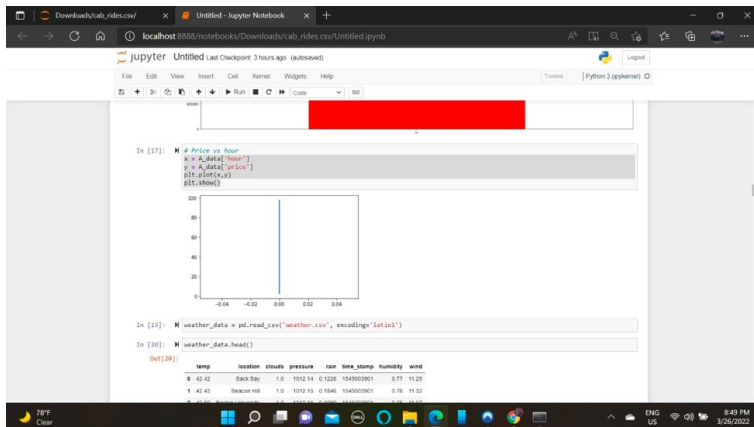 Downloads/cab_rides.csv/
Untitled - Jupyter Notebook
localhost:8888/notebooks/Downloads/cab_rides.csv/Untitled.ipynb
jupyter Untitled Last Checkpoint: 3 hours ago (autosaved)
Logout
File Edit View Insert Cell Kernel Widgets Help
Trusted
Python 3 (ipykernel)
Run
Code
In [17]:
# Price vs hour
x = A_data['hour']
y = A_data['price']
plt.plot(x,y)
plt.show()
100
80
60
40
20
0
-0.04 -0.02 0.00 0.02 0.04
In [19]: weather_data = pd.read_csv('weather.csv', encoding='latin1')
In [20]: weather_data.head()
Out[20]:
temp location clouds pressure rain time_stamp humidity wind
0 42.42 Back Bay 1.0 1012.14 0.1228 1545003901 0.77 11.25
1 42.43 Beacon Hill 1.0 1012.15 0.1846 1545003901 0.76 11.32
78°F
Clear
DELL
ENG
US
8:49 PM
3/26/2022